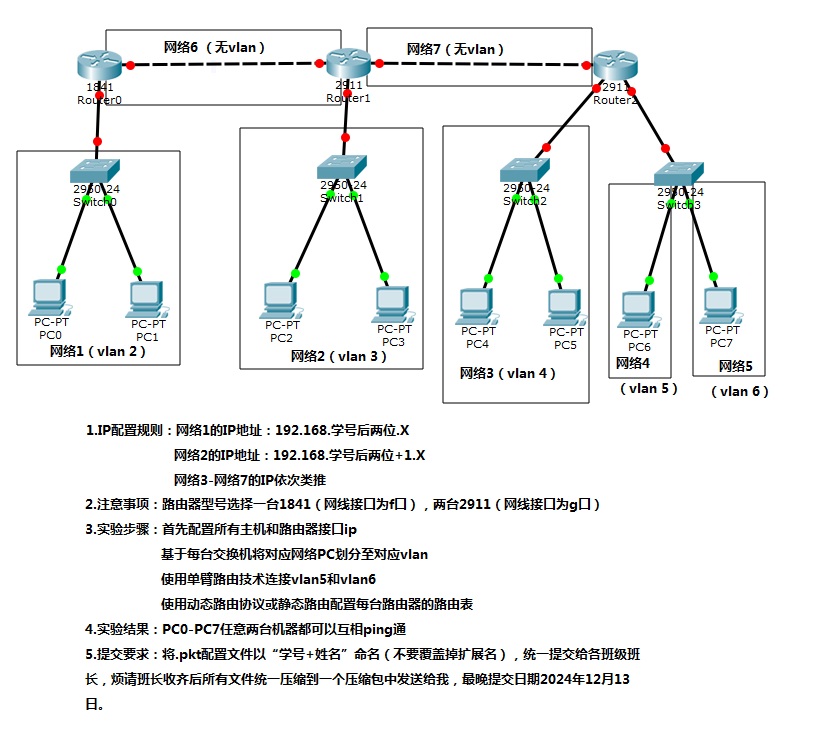 网络6（无vlan）
网络7（无vlan）
1841
Router0
2911
Router1
2911
Router2
2950-24
Switch0
2950-24
Switch1
2950-24
Switch2
2950-24
Switch3
PC-PT
PC0
PC-PT
PC1
PC-PT
PC2
PC-PT
PC3
PC-PT
PC4
PC-PT
PC5
PC-PT
PC6
PC-PT
PC7
网络1（vlan 2）
网络2（vlan 3）
网络3（vlan 4）
网络4
（vlan 5）
网络5
（vlan 6）
1.IP配置规则：网络1的IP地址：192.168.学号后两位.X
网络2的IP地址：192.168.学号后两位+1.X
网络3-网络7的IP依次类推
2.注意事项：路由器型号选择一台1841（网线接口为f口），两台2911（网线接口为g口）
3.实验步骤：首先配置所有主机和路由器接口ip
基于每台交换机将对应网络PC划分至对应vlan
使用单臂路由技术连接vlan5和vlan6
使用动态路由协议或静态路由配置每台路由器的路由表
4.实验结果：PC0-PC7任意两台机器都可以互相ping通
5.提交要求：将.pkt配置文件以“学号+姓名”命名（不要覆盖掉扩展名），统一提交给各班级班
长，烦请班长收齐后所有文件统一压缩到一个压缩包中发送给我，最晚提交日期2024年12月13
日。